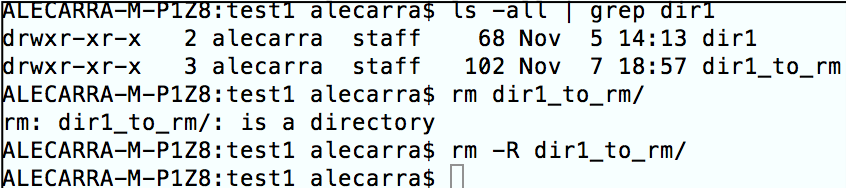 ALECARRA-M-P1Z8:test1 alecarra$ ls -all | grep dir1
drwxr-xr-x   2 alecarra  staff    68 Nov  5 14:13 dir1
drwxr-xr-x   3 alecarra  staff   102 Nov  7 18:57 dir1_to_rm
ALECARRA-M-P1Z8:test1 alecarra$ rm dir1_to_rm/
rm: dir1_to_rm/: is a directory
ALECARRA-M-P1Z8:test1 alecarra$ rm -R dir1_to_rm/
ALECARRA-M-P1Z8:test1 alecarra$